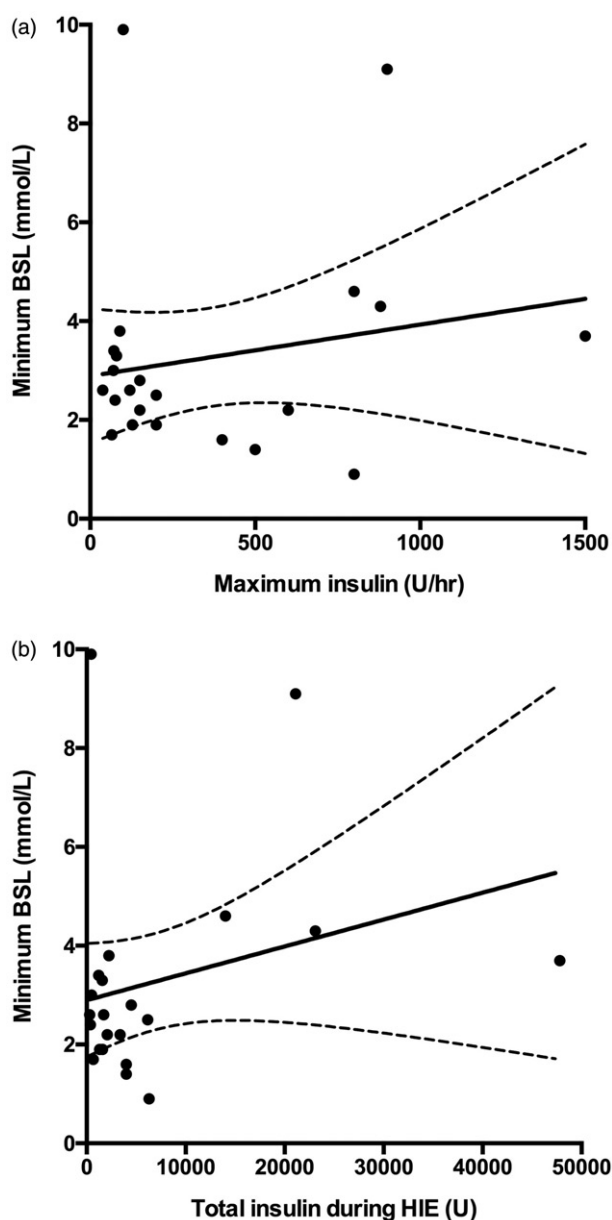 (a)
10
8
6
4
2
0
Minimum BSL (mmol/L)
0 500 1000 1500
Maximum insulin (U/hr)
(b)
10
8
6
4
2
0
Minimum BSL (mmol/L)
0 10000 20000 30000 40000 50000
Total insulin during HIE (U)